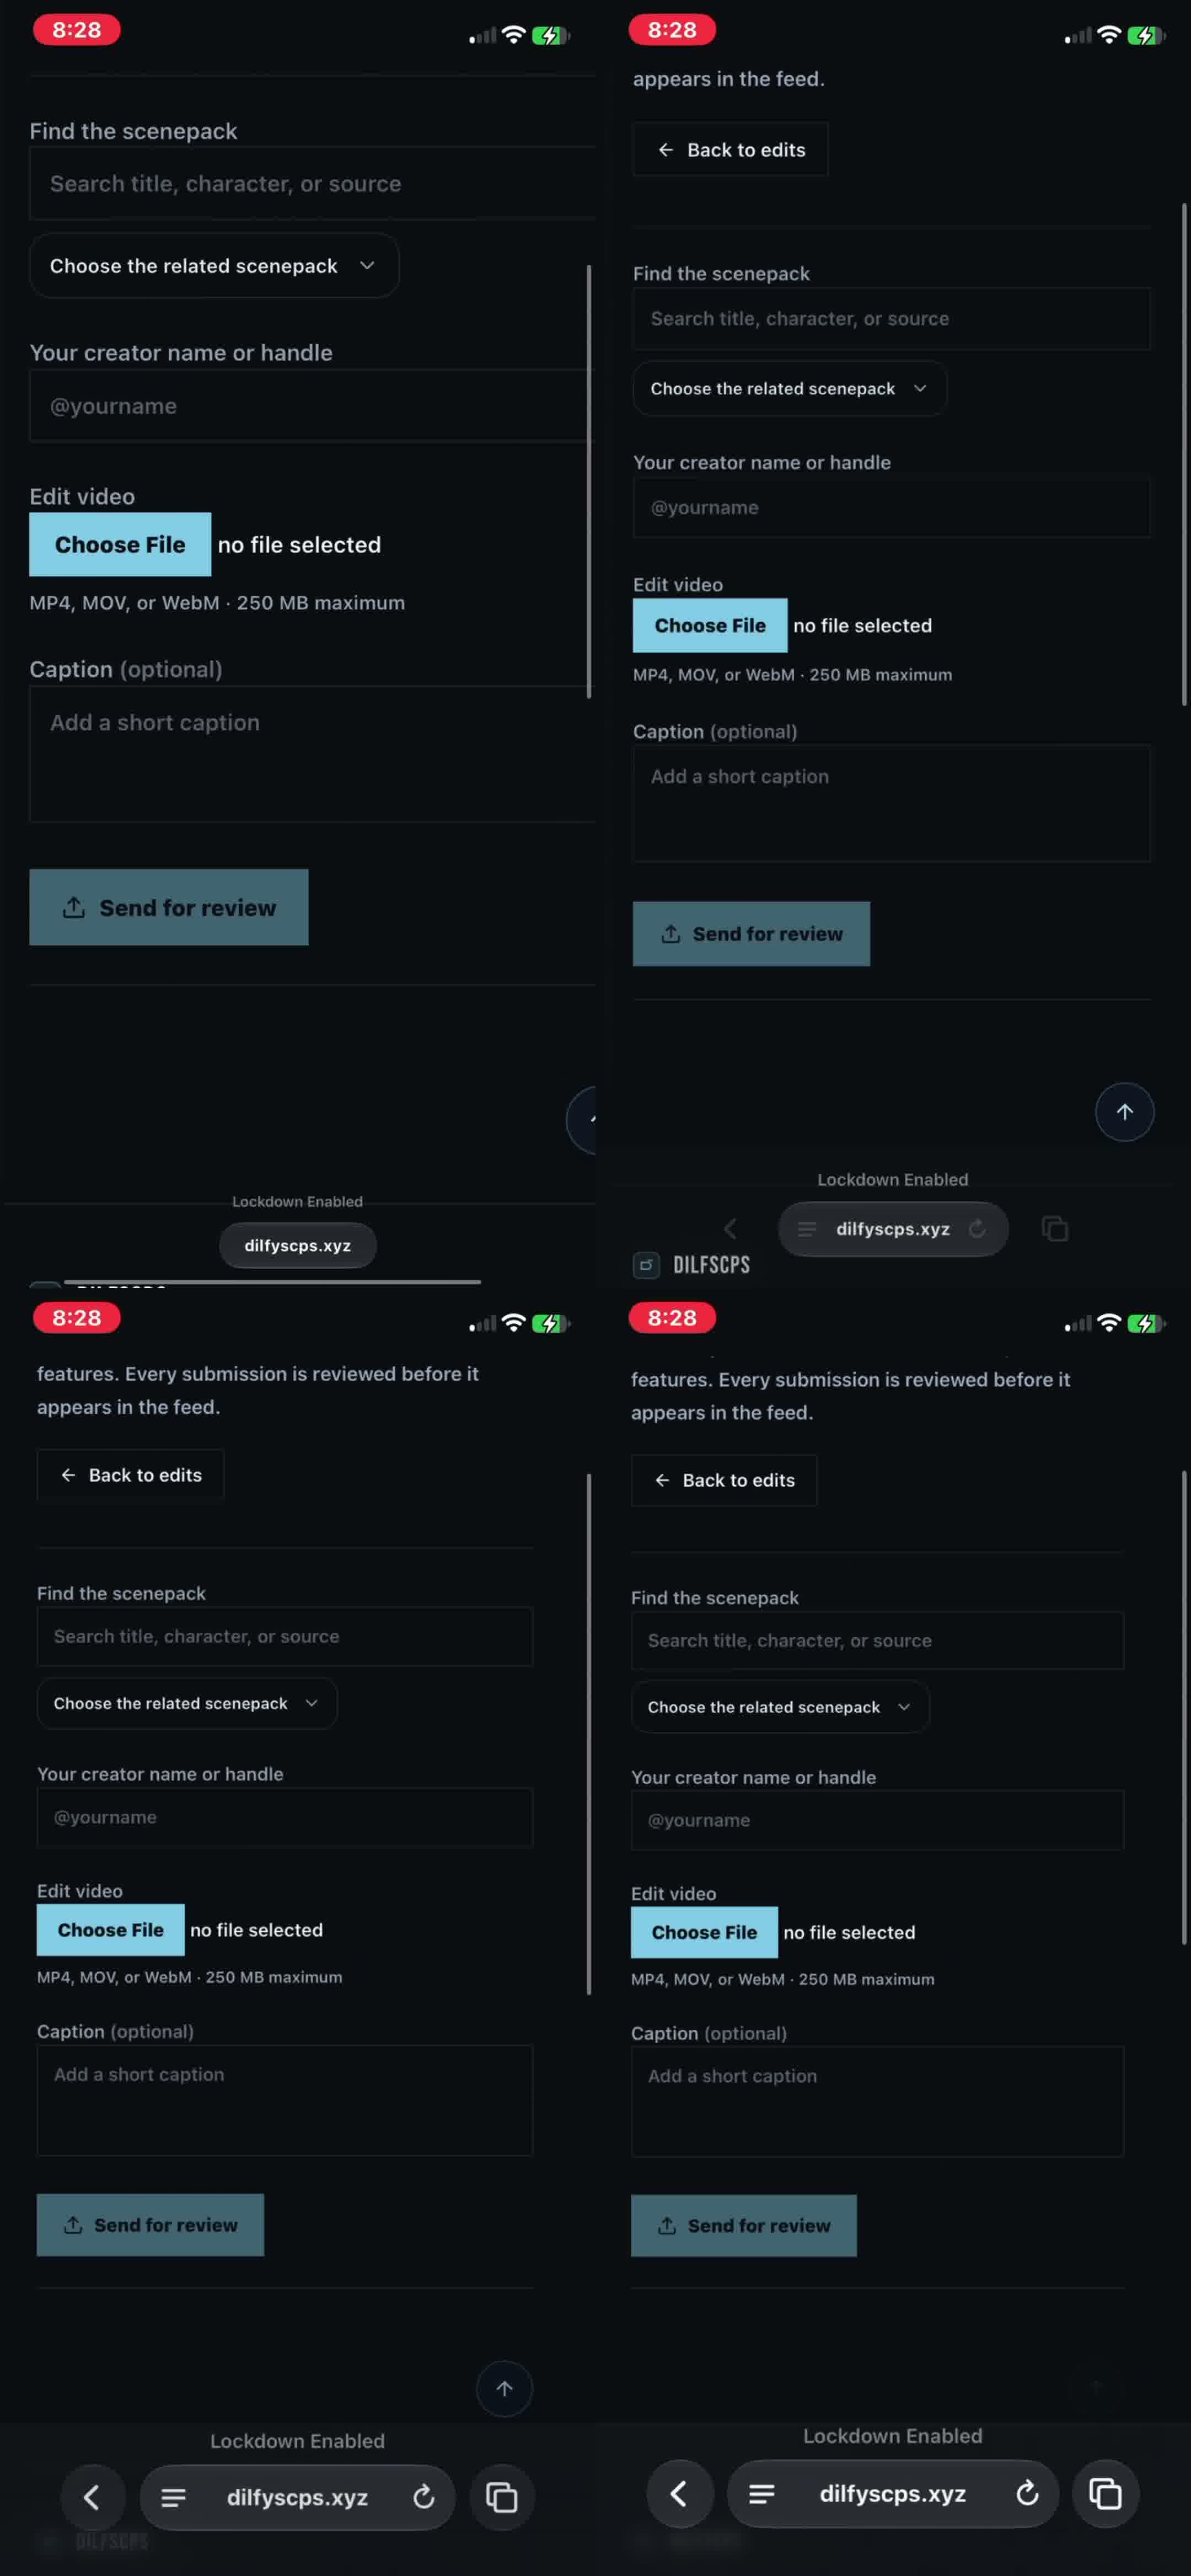 8:28
Find the scenepack
Search title, character, or source
Choose the related scenepack
Your creator name or handle
@yourname
Edit video
Choose File no file selected
MP4, MOV, or WebM · 250 MB maximum
Caption (optional)
Add a short caption
Send for review
Lockdown Enabled
dilfyscps.xyz
8:28
appears in the feed.
Back to edits
Find the scenepack
Search title, character, or source
Choose the related scenepack
Your creator name or handle
@yourname
Edit video
Choose File no file selected
MP4, MOV, or WebM · 250 MB maximum
Caption (optional)
Add a short caption
Send for review
Lockdown Enabled
dilfyscps.xyz
DILFSCPS
8:28
features. Every submission is reviewed before it
appears in the feed.
Back to edits
Find the scenepack
Search title, character, or source
Choose the related scenepack
Your creator name or handle
@yourname
Edit video
Choose File no file selected
MP4, MOV, or WebM · 250 MB maximum
Caption (optional)
Add a short caption
Send for review
Lockdown Enabled
dilfyscps.xyz
DILFSCPS
8:28
features. Every submission is reviewed before it
appears in the feed.
Back to edits
Find the scenepack
Search title, character, or source
Choose the related scenepack
Your creator name or handle
@yourname
Edit video
Choose File no file selected
MP4, MOV, or WebM · 250 MB maximum
Caption (optional)
Add a short caption
Send for review
Lockdown Enabled
dilfyscps.xyz